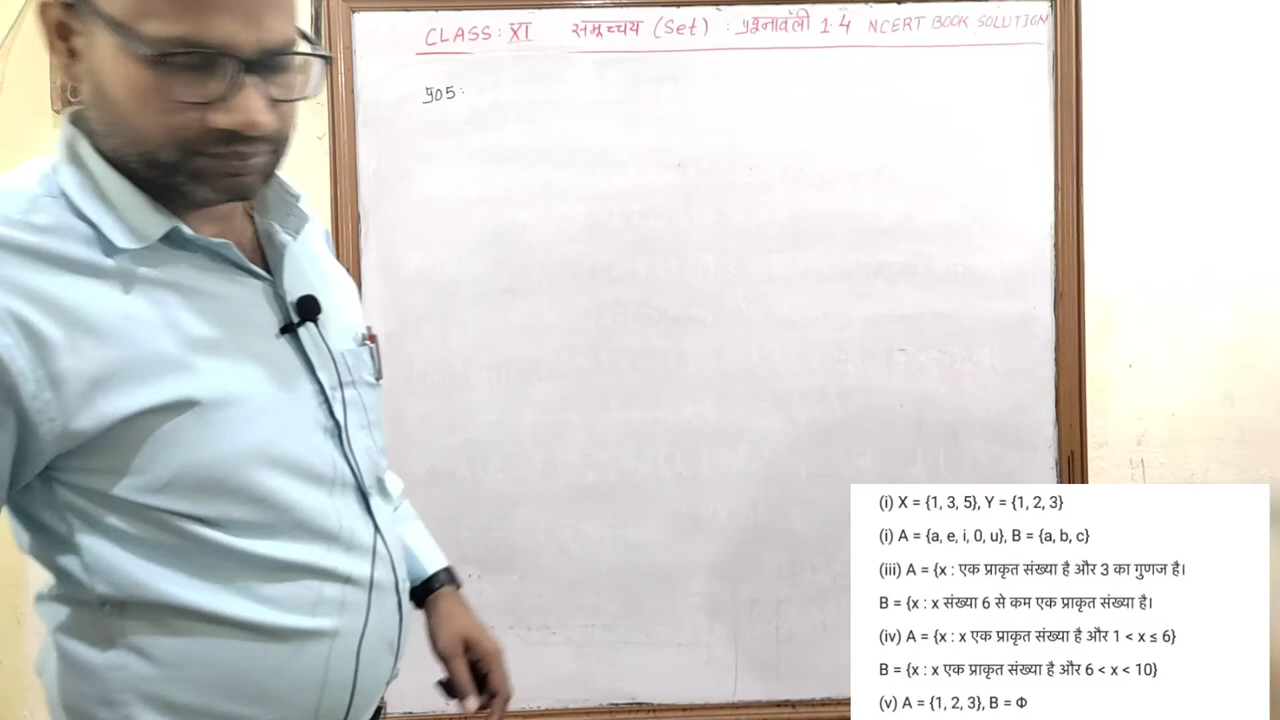 CLASS: XI समुच्चय (Set) : प्रश्नावली 1.4 NCERT BOOK SOLUTION
प्र05:
(i) X = {1, 3, 5}, Y = {1, 2, 3}
(i) A = {a, e, i, 0, u}, B = {a, b, c}
(iii) A = {x : एक प्राकृत संख्या है और 3 का गुणज है।
B = {x : x संख्या 6 से कम एक प्राकृत संख्या है।
(iv) A = {x : x एक प्राकृत संख्या है और 1 < x ≤ 6}
B = {x : x एक प्राकृत संख्या है और 6 < x < 10}
(v) A = {1, 2, 3}, B = Φ